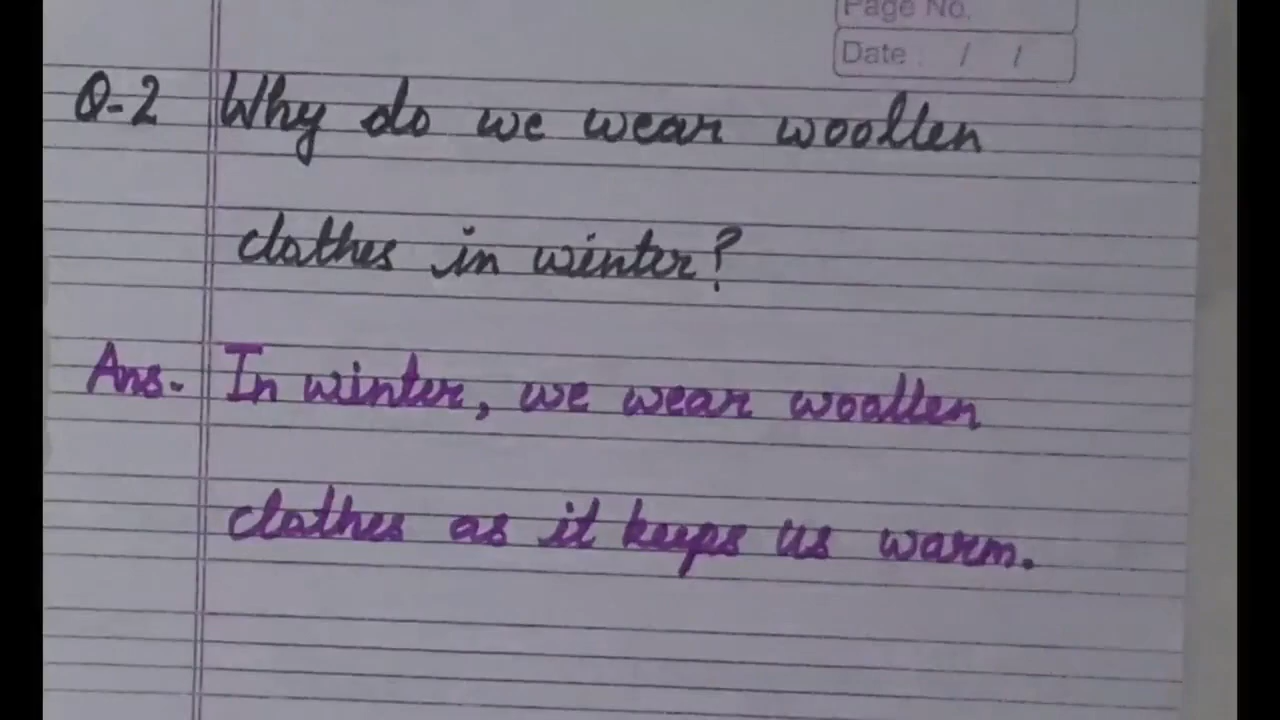 Page No.
Date / /
Q-2 Why do we wear woollen
clothes in winter?
Ans. In winter, we wear woollen
clothes as it keeps us warm.